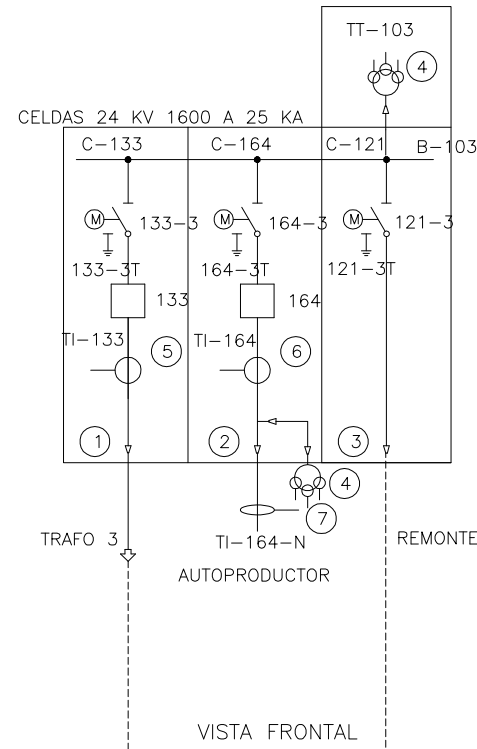 TT-103
4
CELDAS 24 KV 1600 A 25 KA
C-133
C-164
C-121
B-103
M
133-3
M
164-3
M
121-3
133-3T
164-3T
121-3T
133
164
TI-133
5
TI-164
6
1
2
3
4
7
TRAFO 3
TI-164-N
REMONTE
AUTOPRODUCTOR
VISTA FRONTAL